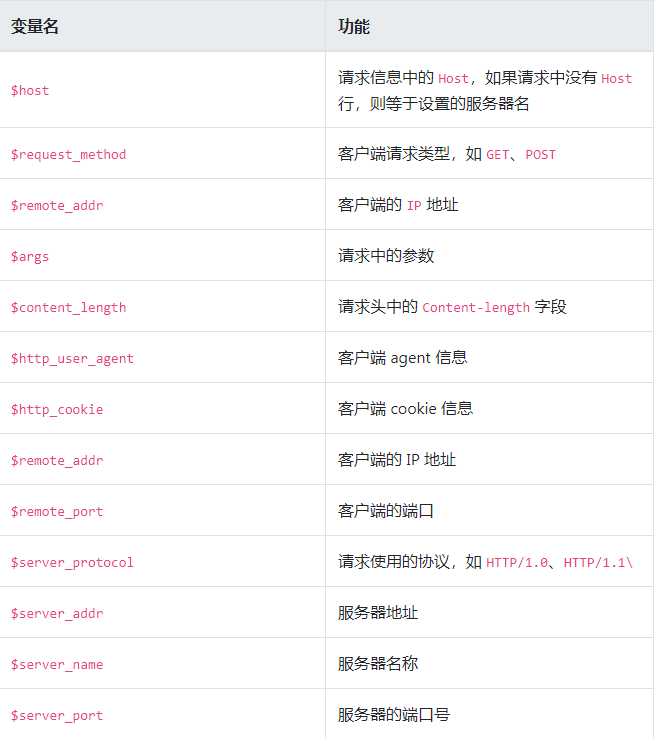 变量名 功能
$host 请求信息中的 Host，如果请求中没有 Host
行，则等于设置的服务器名
$request_method 客户端请求类型，如 GET、POST
$remote_addr 客户端的 IP 地址
$args 请求中的参数
$content_length 请求头中的 Content-length 字段
$http_user_agent 客户端 agent 信息
$http_cookie 客户端 cookie 信息
$remote_addr 客户端的 IP 地址
$remote_port 客户端的端口
$server_protocol 请求使用的协议，如 HTTP/1.0、HTTP/1.1\
$server_addr 服务器地址
$server_name 服务器名称
$server_port 服务器的端口号